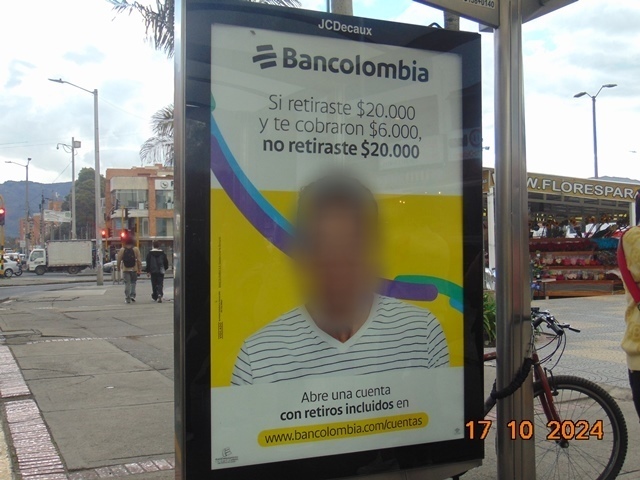 JCDecaux
Bancolombia
Si retiraste $20.000
y te cobraron $6.000,
no retiraste $20.000
Abre una cuenta
con retiros incluidos en
www.bancolombia.com/cuentas
W.FLORESPARA
17 10 2024